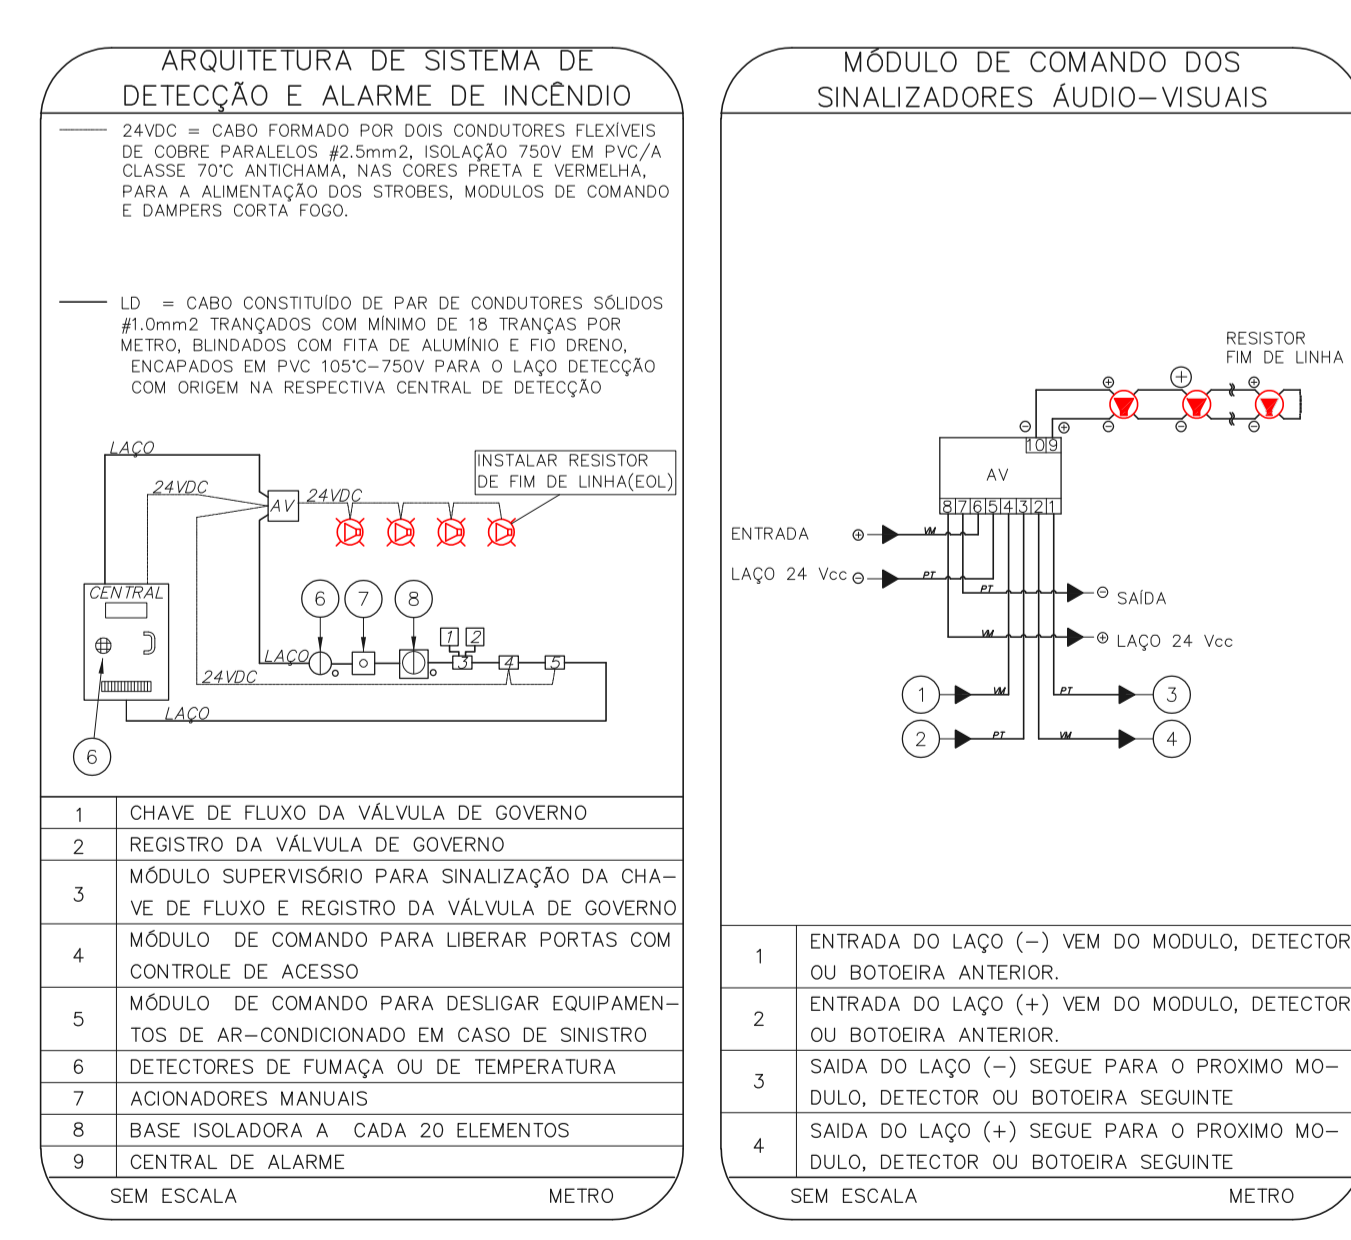 ARQUITETURA DE SISTEMA DE
DETECÇÃO E ALARME DE INCÊNDIO
24VDC = CABO FORMADO POR DOIS CONDUTORES FLEXÍVEIS
DE COBRE PARALELOS #2.5mm2, ISOLAÇÃO 750V EM PVC/A
CLASSE 70°C ANTICHAMA, NAS CORES PRETA E VERMELHA,
PARA A ALIMENTAÇÃO DOS STROBES, MODULOS DE COMANDO
E DAMPERS CORTA FOGO.
LD = CABO CONSTITUÍDO DE PAR DE CONDUTORES SÓLIDOS
#1.0mm2 TRANÇADOS COM MÍNIMO DE 18 TRANÇAS POR
METRO, BLINDADOS COM FITA DE ALUMÍNIO E FIO DRENO,
ENCAPADOS EM PVC 105°C-750V PARA O LAÇO DETECÇÃO
COM ORIGEM NA RESPECTIVA CENTRAL DE DETECÇÃO
LAÇO
INSTALAR RESISTOR
DE FIM DE LINHA(EOL)
24VDC
24VDC
AV
CENTRAL
6
7
8
1
2
LAÇO
3
4
5
24VDC
LAÇO
6
1 CHAVE DE FLUXO DA VÁLVULA DE GOVERNO
2 REGISTRO DA VÁLVULA DE GOVERNO
3 MÓDULO SUPERVISÓRIO PARA SINALIZAÇÃO DA CHA-
VE DE FLUXO E REGISTRO DA VÁLVULA DE GOVERNO
4 MÓDULO DE COMANDO PARA LIBERAR PORTAS COM
CONTROLE DE ACESSO
5 MÓDULO DE COMANDO PARA DESLIGAR EQUIPAMEN-
TOS DE AR-CONDICIONADO EM CASO DE SINISTRO
6 DETECTORES DE FUMAÇA OU DE TEMPERATURA
7 ACIONADORES MANUAIS
8 BASE ISOLADORA A CADA 20 ELEMENTOS
9 CENTRAL DE ALARME
SEM ESCALA METRO
MÓDULO DE COMANDO DOS
SINALIZADORES ÁUDIO-VISUAIS
RESISTOR
FIM DE LINHA
+ + +
- - -
- +
10 9
AV
8 7 6 5 4 3 2 1
ENTRADA + VM
LAÇO 24 Vcc - PT
PT - SAÍDA
VM + LAÇO 24 Vcc
1 VM PT 3
2 PT VM 4
1 ENTRADA DO LAÇO (-) VEM DO MODULO, DETECTOR
OU BOTOEIRA ANTERIOR.
2 ENTRADA DO LAÇO (+) VEM DO MODULO, DETECTOR
OU BOTOEIRA ANTERIOR.
3 SAIDA DO LAÇO (-) SEGUE PARA O PROXIMO MO-
DULO, DETECTOR OU BOTOEIRA SEGUINTE
4 SAIDA DO LAÇO (+) SEGUE PARA O PROXIMO MO-
DULO, DETECTOR OU BOTOEIRA SEGUINTE
SEM ESCALA METRO